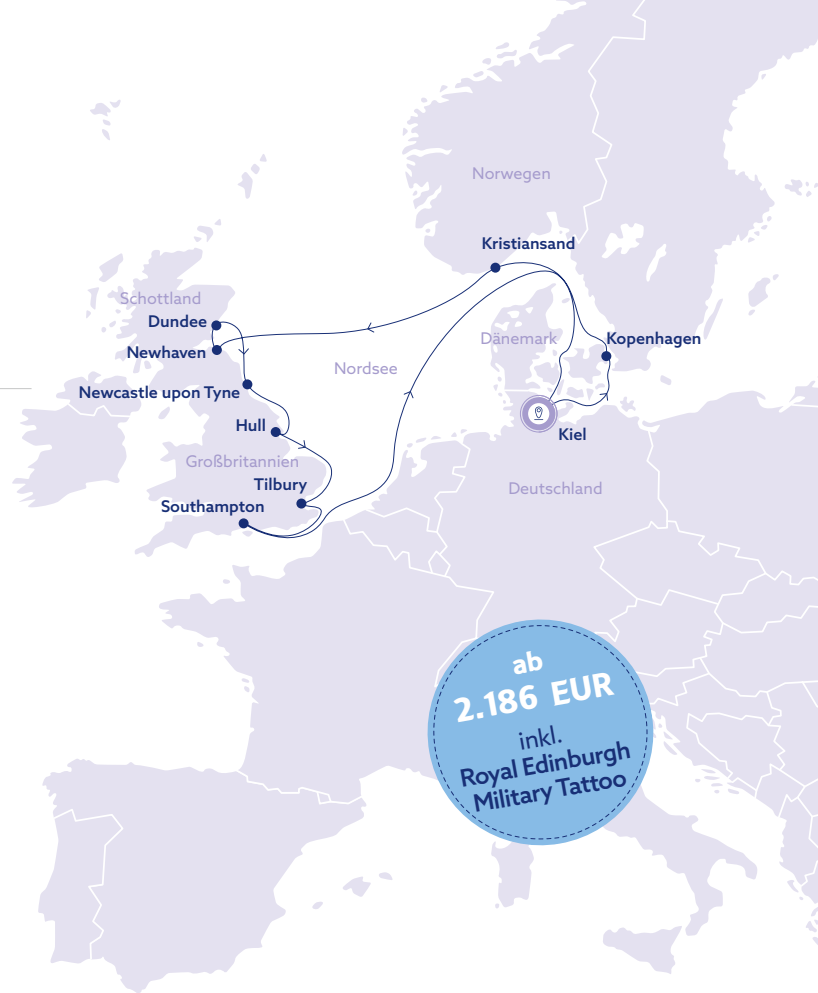 Norwegen
Kristiansand
Schottland
Dundee
Newhaven
Dänemark
Kopenhagen
Nordsee
Newcastle upon Tyne
Hull
Kiel
Großbritannien
Tilbury
Southampton
Deutschland
ab
2.186 EUR
inkl.
Royal Edinburgh
Military Tattoo